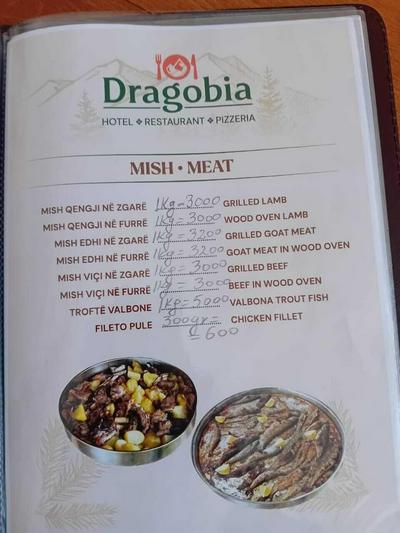 Dragobia
HOTEL ❖ RESTAURANT ❖ PIZZERIA
MISH • MEAT
MISH QENGJI NË ZGARË 1kg=3000 GRILLED LAMB
MISH QENGJI NË FURRË 1kg=3000 WOOD OVEN LAMB
MISH EDHI NË ZGARË 1kg=3200 GRILLED GOAT MEAT
MISH EDHI NË FURRË 1kg=3200 GOAT MEAT IN WOOD OVEN
MISH VIÇI NË ZGARË 1kg=3000 GRILLED BEEF
MISH VIÇI NË FURRË 1kg=3000 BEEF IN WOOD OVEN
TROFTË VALBONE 1kg=5000 VALBONA TROUT FISH
FILETO PULE 300gr= CHICKEN FILLET
=600